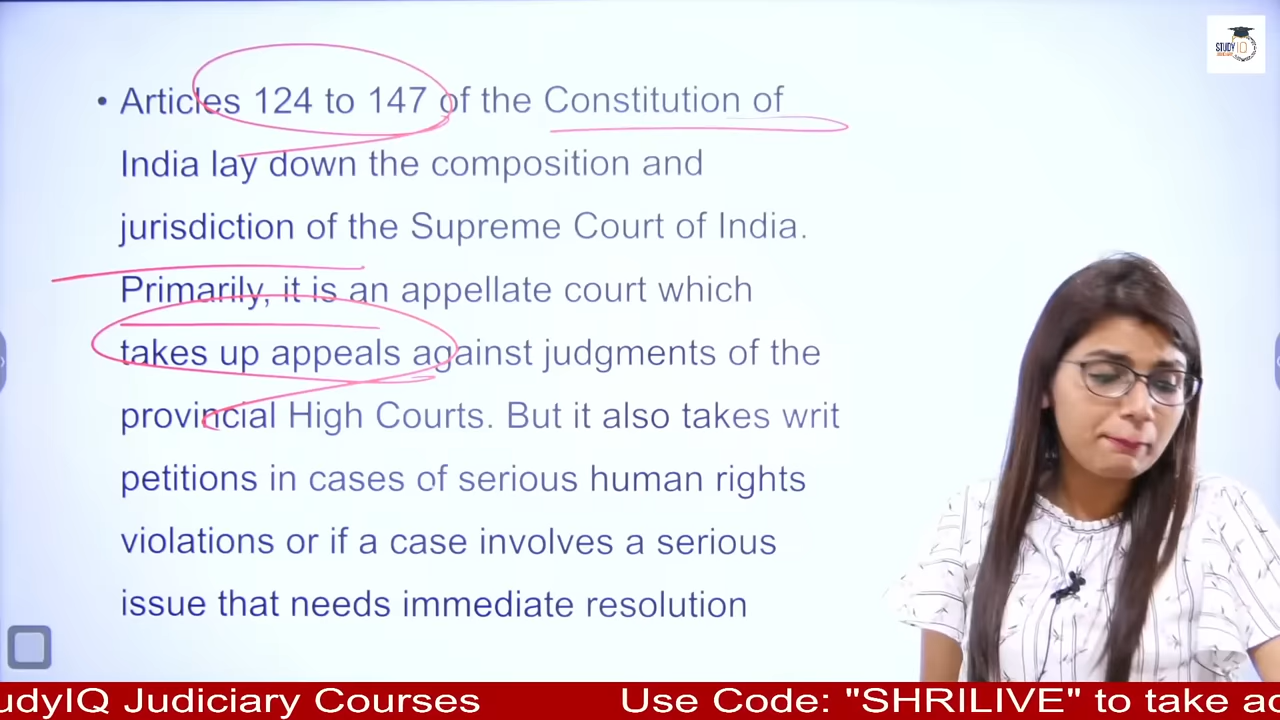 STUDY IQ
JUDICIARY
• Articles 124 to 147 of the Constitution of
India lay down the composition and
jurisdiction of the Supreme Court of India.
Primarily, it is an appellate court which
takes up appeals against judgments of the
provincial High Courts. But it also takes writ
petitions in cases of serious human rights
violations or if a case involves a serious
issue that needs immediate resolution
udyIQ Judiciary Courses Use Code: "SHRILIVE" to take ad